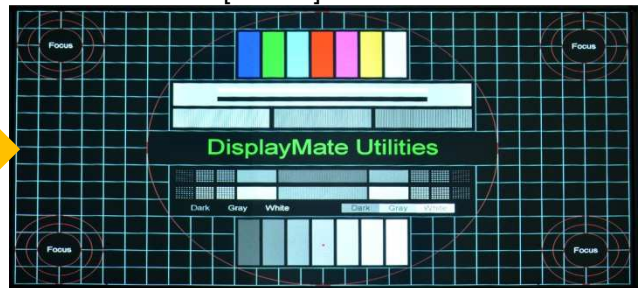 Focus Focus
DisplayMate Utilities
Dark Gray White Dark Gray White
Focus Focus